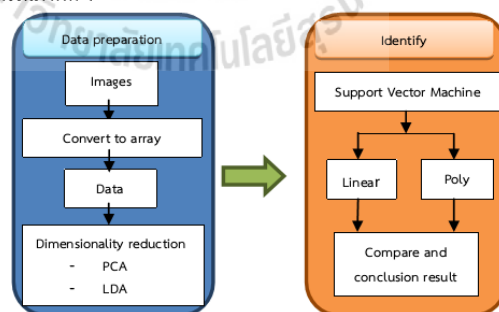 Data preparation
Images
Convert to array
Data
Dimensionality reduction
- PCA
- LDA
Identify
Support Vector Machine
Linear
Poly
Compare and
conclusion result